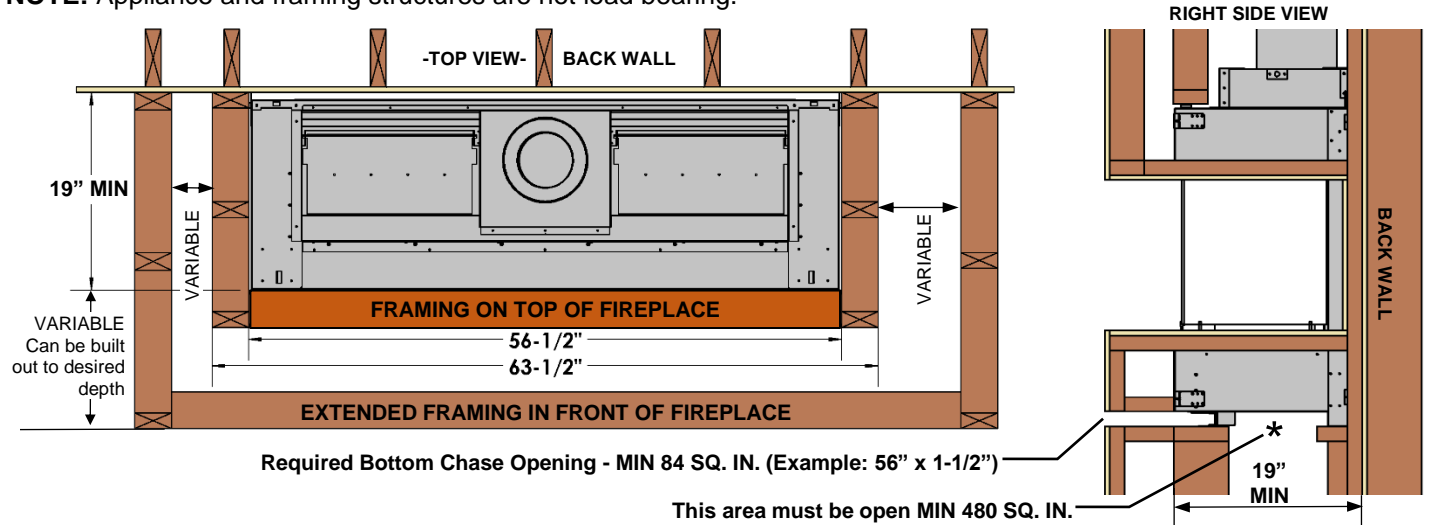 NOTE: Appliance and framing structures are not load bearing.
RIGHT SIDE VIEW
-TOP VIEW-
BACK WALL
19” MIN
VARIABLE
VARIABLE
VARIABLE
Can be built
out to desired
depth
FRAMING ON TOP OF FIREPLACE
56-1/2"
63-1/2"
EXTENDED FRAMING IN FRONT OF FIREPLACE
BACK WALL
*
Required Bottom Chase Opening - MIN 84 SQ. IN. (Example: 56” x 1-1/2”)
19”
MIN
This area must be open MIN 480 SQ. IN.